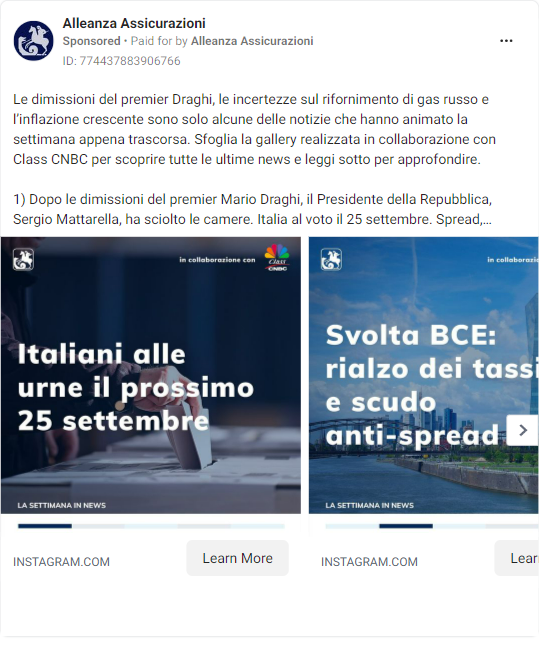 Alleanza Assicurazioni
Sponsored • Paid for by Alleanza Assicurazioni
ID: 774437883906766
Le dimissioni del premier Draghi, le incertezze sul rifornimento di gas russo e
l'inflazione crescente sono solo alcune delle notizie che hanno animato la
settimana appena trascorsa. Sfoglia la gallery realizzata in collaborazione con
Class CNBC per scoprire tutte le ultime news e leggi sotto per approfondire.
1) Dopo le dimissioni del premier Mario Draghi, il Presidente della Repubblica,
Sergio Mattarella, ha sciolto le camere. Italia al voto il 25 settembre. Spread,...
in collaborazione con
CLASS
CNBC
Italiani alle
urne il prossimo
25 settembre
LA SETTIMANA IN NEWS
INSTAGRAM.COM
Learn More
in collaborazi
Svolta BCE:
rialzo dei tassi
e scudo
anti-spread
LA SETTIMANA IN NEWS
INSTAGRAM.COM
Lear